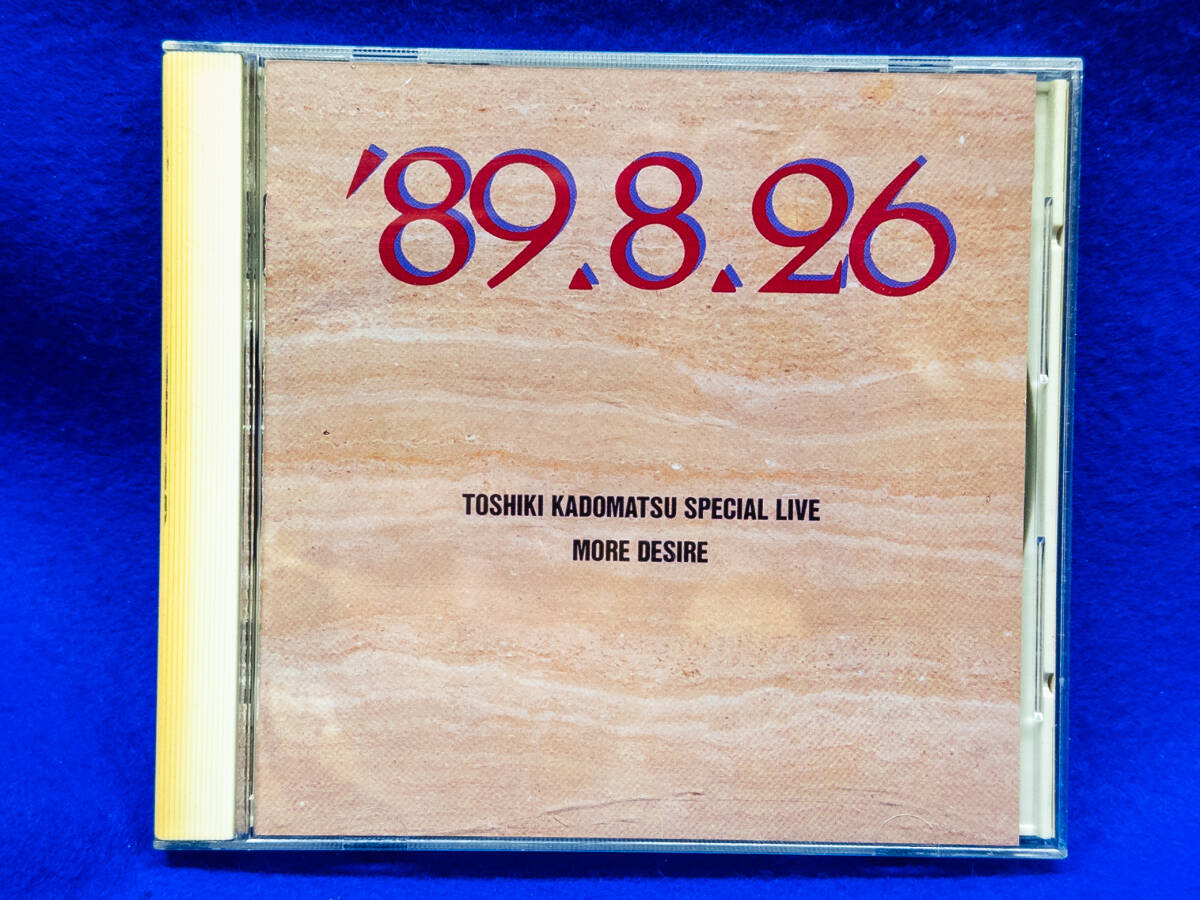 '89.8.26
TOSHIKI KADOMATSU SPECIAL LIVE
MORE DESIRE